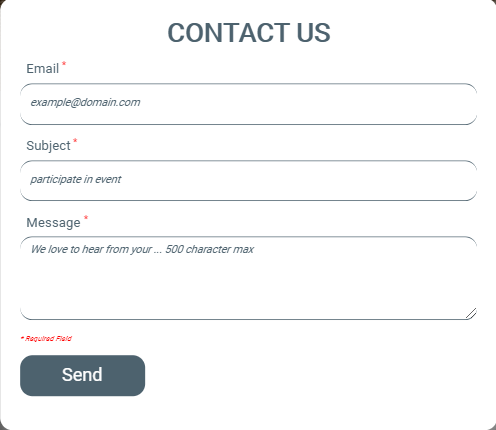 CONTACT US
Email *
example@domain.com
Subject *
participate in event
Message *
We love to hear from your ... 500 character max
* Required Field
Send